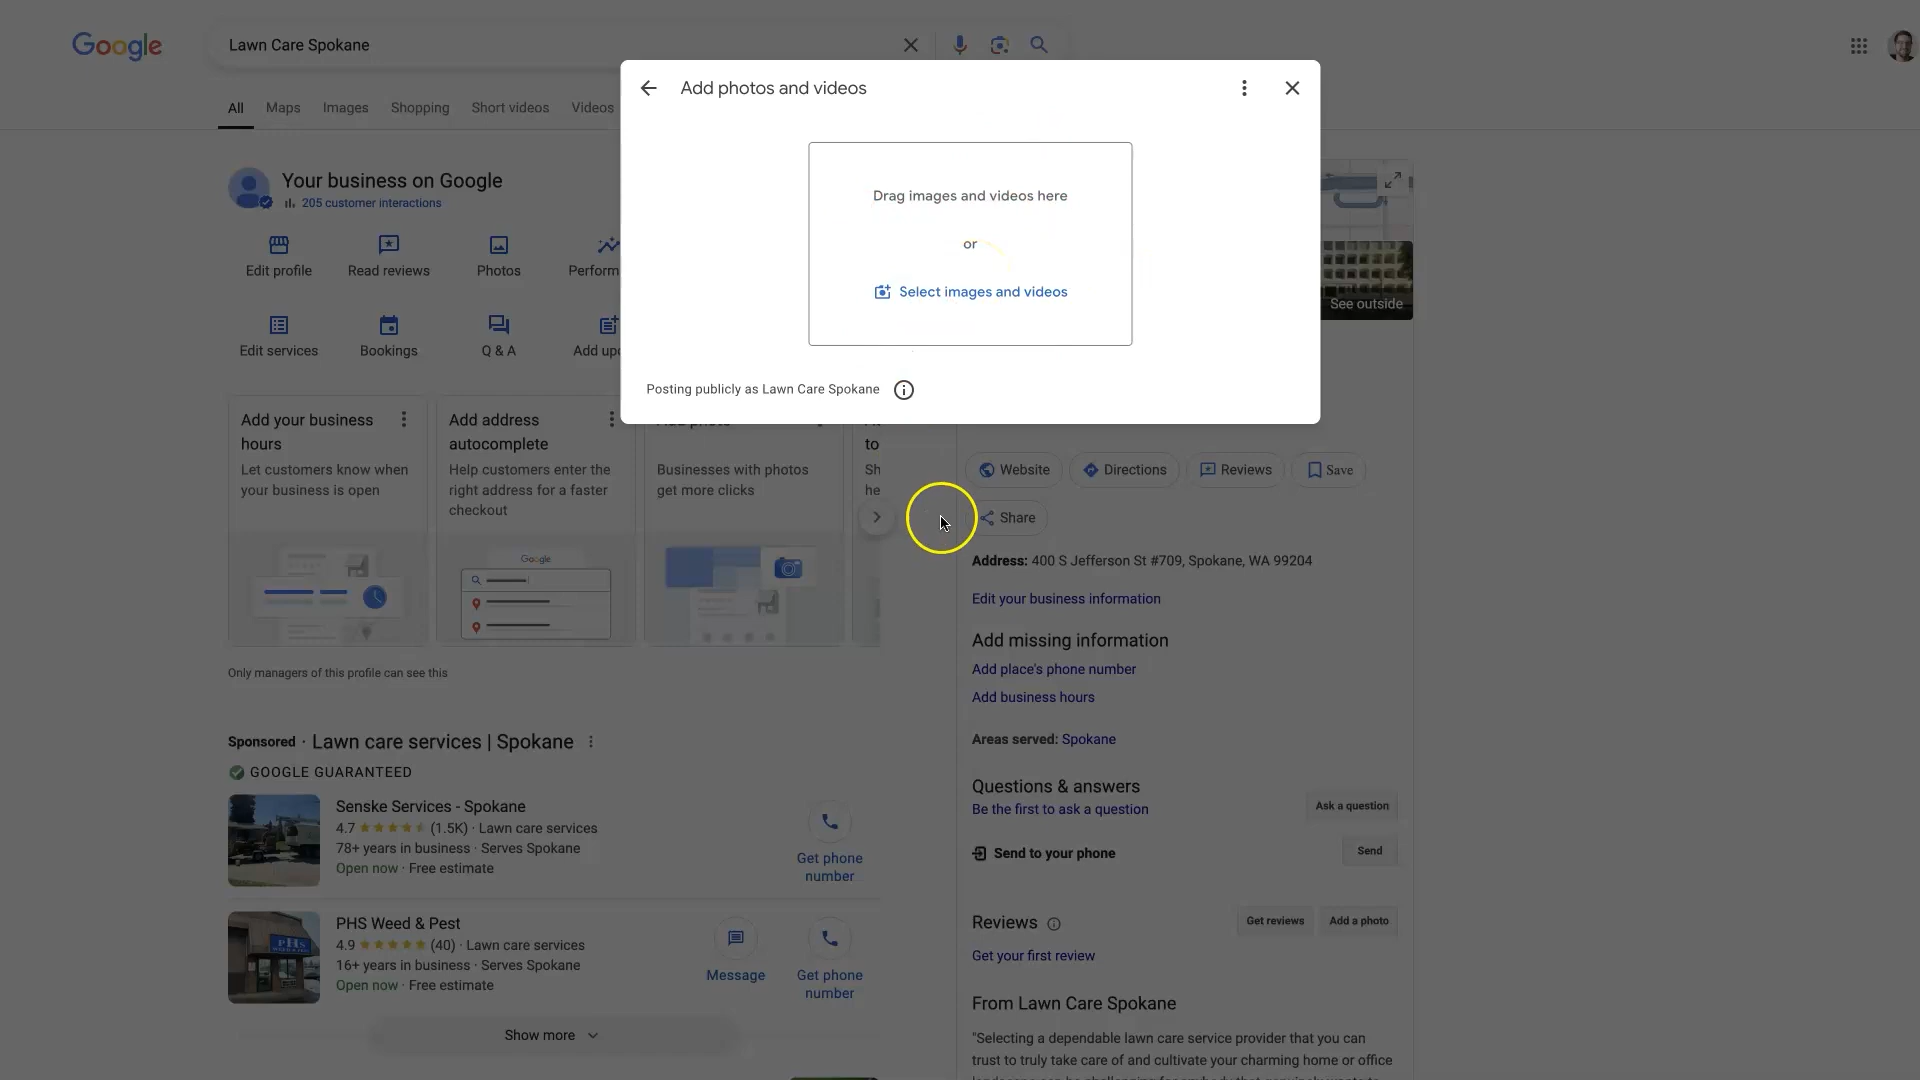 Google
Lawn Care Spokane
All
Maps
Images
Shopping
Short videos
Videos
Add photos and videos
Drag images and videos here
or
Select images and videos
Posting publicly as Lawn Care Spokane
Your business on Google
205 customer interactions
Edit profile
Read reviews
Photos
Perform
Edit services
Bookings
Q & A
Add up
See outside
Add your business
hours
Let customers know when
your business is open
Add address
autocomplete
Help customers enter the
right address for a faster
checkout
Google
Businesses with photos
get more clicks
to
Sh
he
Only managers of this profile can see this
Website
Directions
Reviews
Save
Share
Address: 400 S Jefferson St #709, Spokane, WA 99204
Edit your business information
Add missing information
Add place's phone number
Add business hours
Areas served: Spokane
Questions & answers
Be the first to ask a question
Ask a question
Send to your phone
Send
Reviews
Get reviews
Add a photo
Get your first review
From Lawn Care Spokane
"Selecting a dependable lawn care service provider that you can
trust to truly take care of and cultivate your charming home or office
Sponsored · Lawn care services | Spokane
GOOGLE GUARANTEED
Senske Services - Spokane
4.7 (1.5K) · Lawn care services
78+ years in business · Serves Spokane
Open now · Free estimate
Get phone
number
PHS Weed & Pest
4.9 (40) · Lawn care services
16+ years in business · Serves Spokane
Open now · Free estimate
Message
Get phone
number
PHS
Show more